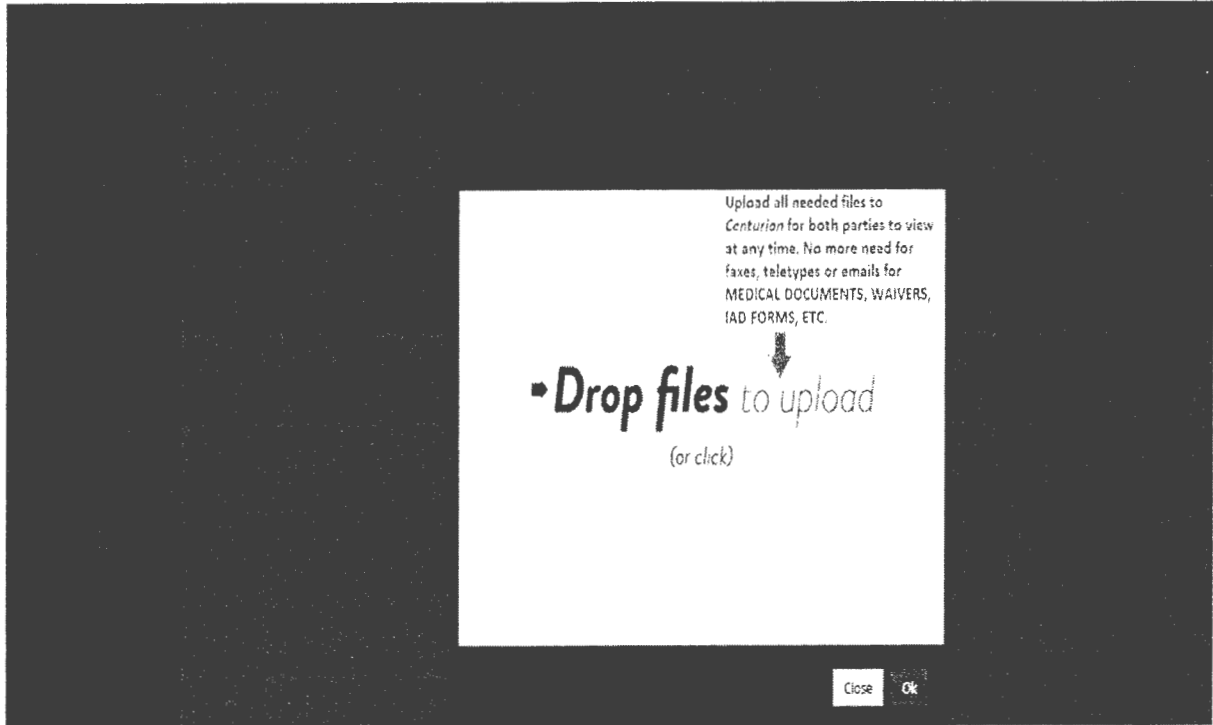 Upload all needed files to
Centurion for both parties to view
at any time. No more need for
faxes, teletypes or emails for
MEDICAL DOCUMENTS, WAIVERS,
IAD FORMS, ETC.
Drop files to upload
(or click)
Close Ok